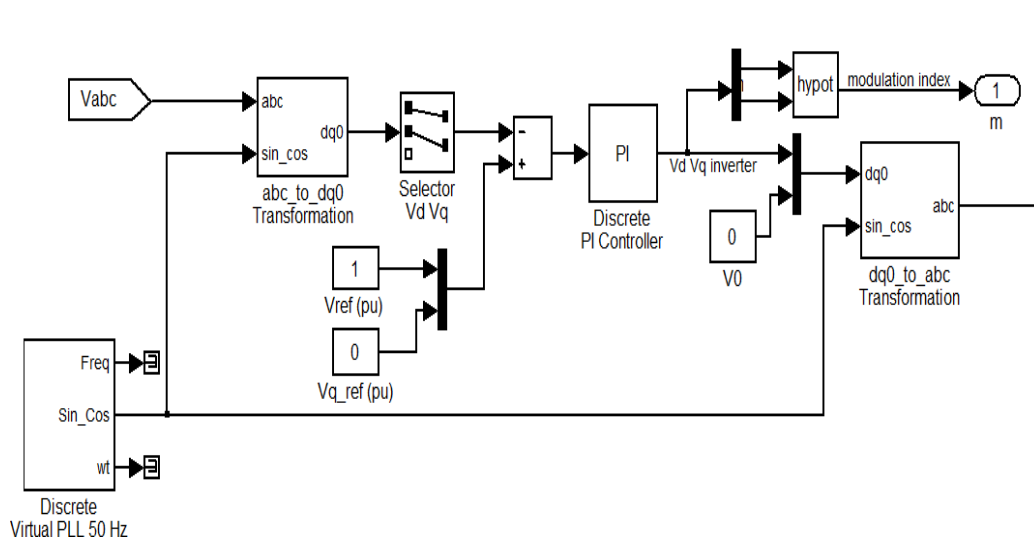 Vabc
abc
sin_cos
dq0
abc_to_dq0
Transformation
Selector
Vd Vq
-
+
PI
Discrete
PI Controller
hypot
modulation index
1
m
Vd Vq inverter
0
V0
dq0
sin_cos
abc
dq0_to_abc
Transformation
1
Vref (pu)
0
Vq_ref (pu)
Freq
Sin_Cos
wt
Discrete
Virtual PLL 50 Hz